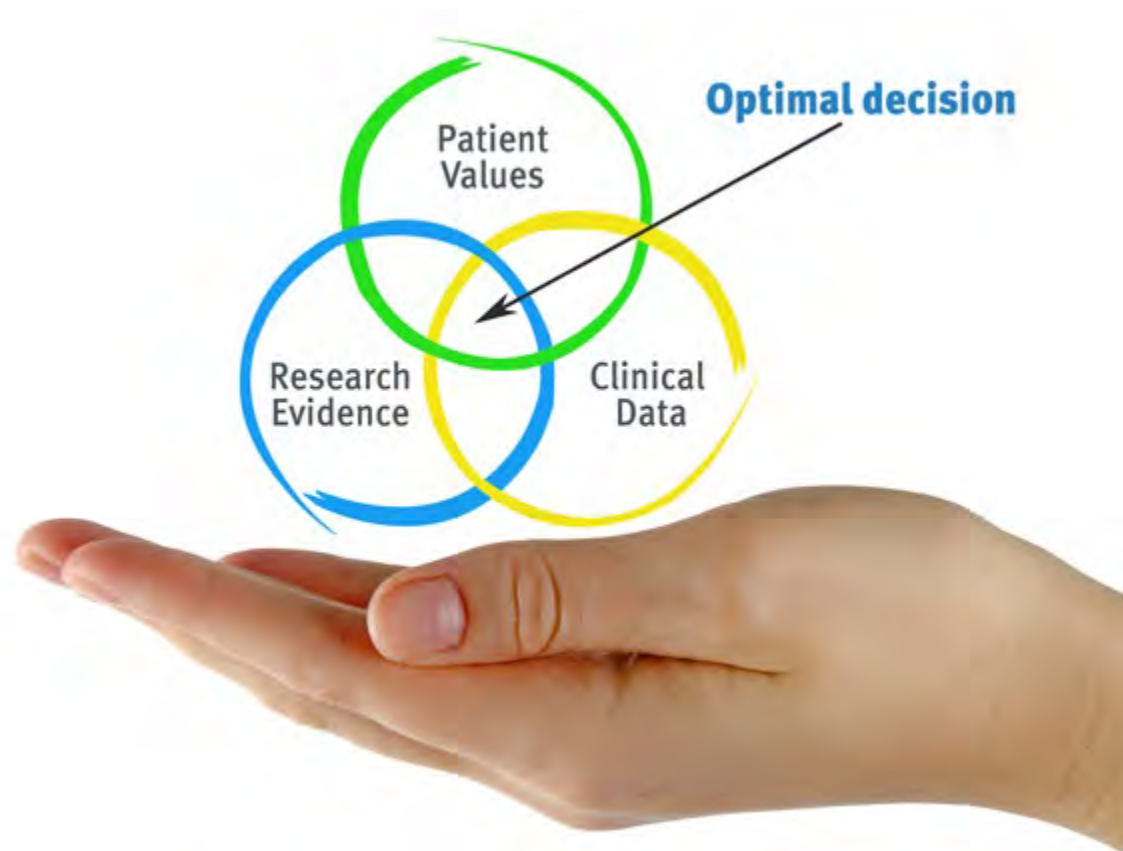 Optimal decision
Patient
Values
Research
Evidence
Clinical
Data